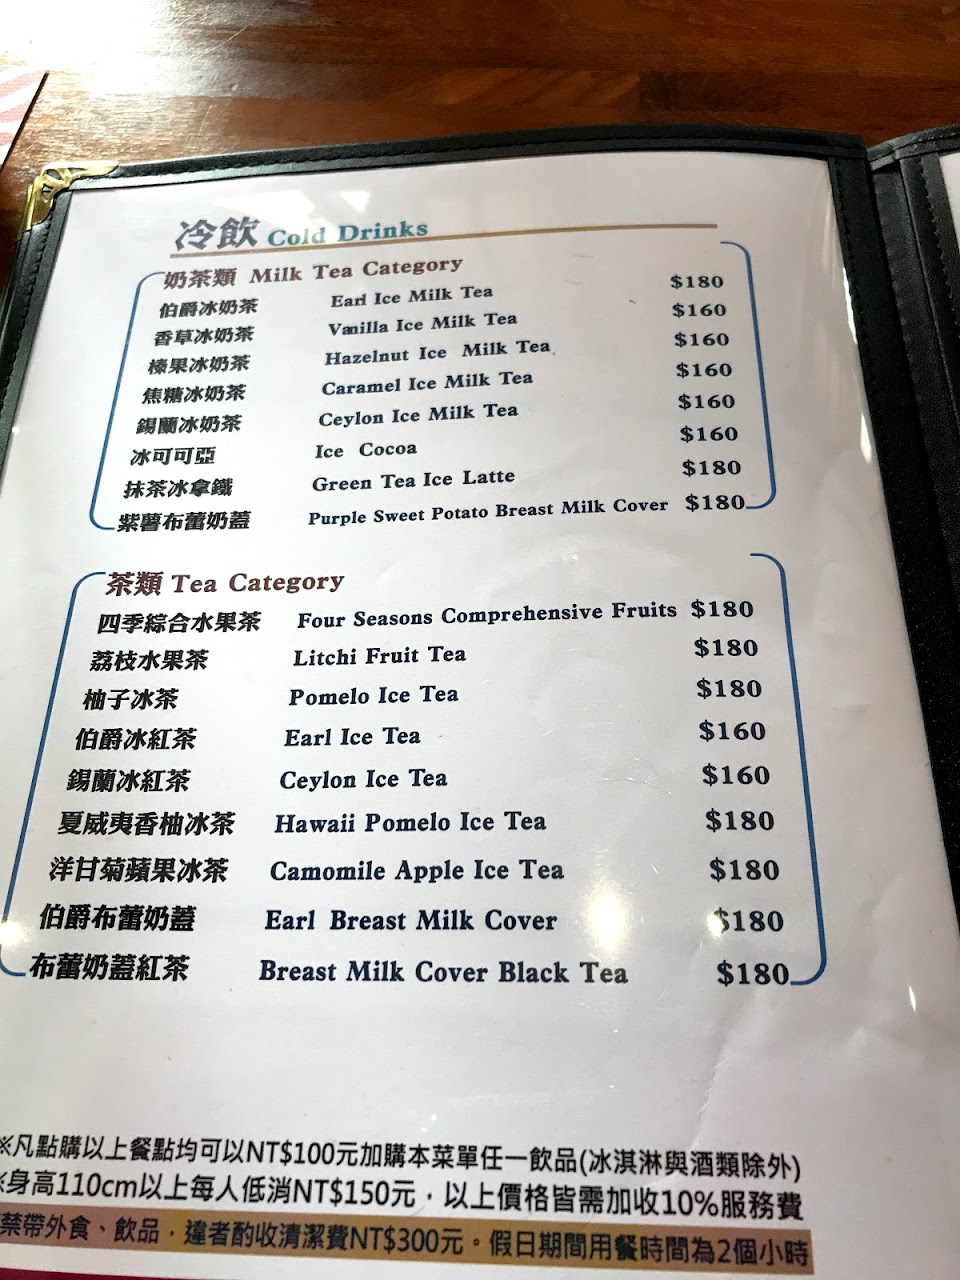 冷飲 Cold Drinks
奶茶類 Milk Tea Category
伯爵冰奶茶 Earl Ice Milk Tea $180
香草冰奶茶 Vanilla Ice Milk Tea $160
榛果冰奶茶 Hazelnut Ice Milk Tea $160
焦糖冰奶茶 Caramel Ice Milk Tea $160
錫蘭冰奶茶 Ceylon Ice Milk Tea $160
冰可可亞 Ice Cocoa $160
抹茶冰拿鐵 Green Tea Ice Latte $180
紫薯布蕾奶蓋 Purple Sweet Potato Breast Milk Cover $180
茶類 Tea Category
四季綜合水果茶 Four Seasons Comprehensive Fruits $180
荔枝水果茶 Litchi Fruit Tea $180
柚子冰茶 Pomelo Ice Tea $180
伯爵冰紅茶 Earl Ice Tea $160
錫蘭冰紅茶 Ceylon Ice Tea $160
夏威夷香柚冰茶 Hawaii Pomelo Ice Tea $180
洋甘菊蘋果冰茶 Camomile Apple Ice Tea $180
伯爵布蕾奶蓋 Earl Breast Milk Cover $180
布蕾奶蓋紅茶 Breast Milk Cover Black Tea $180
※凡點購以上餐點均可以NT$100元加購本菜單任一飲品(冰淇淋與酒類除外)
※身高110cm以上每人低消NT$150元，以上價格皆需加收10%服務費
禁帶外食、飲品，違者酌收清潔費NT$300元。假日期間用餐時間為2個小時